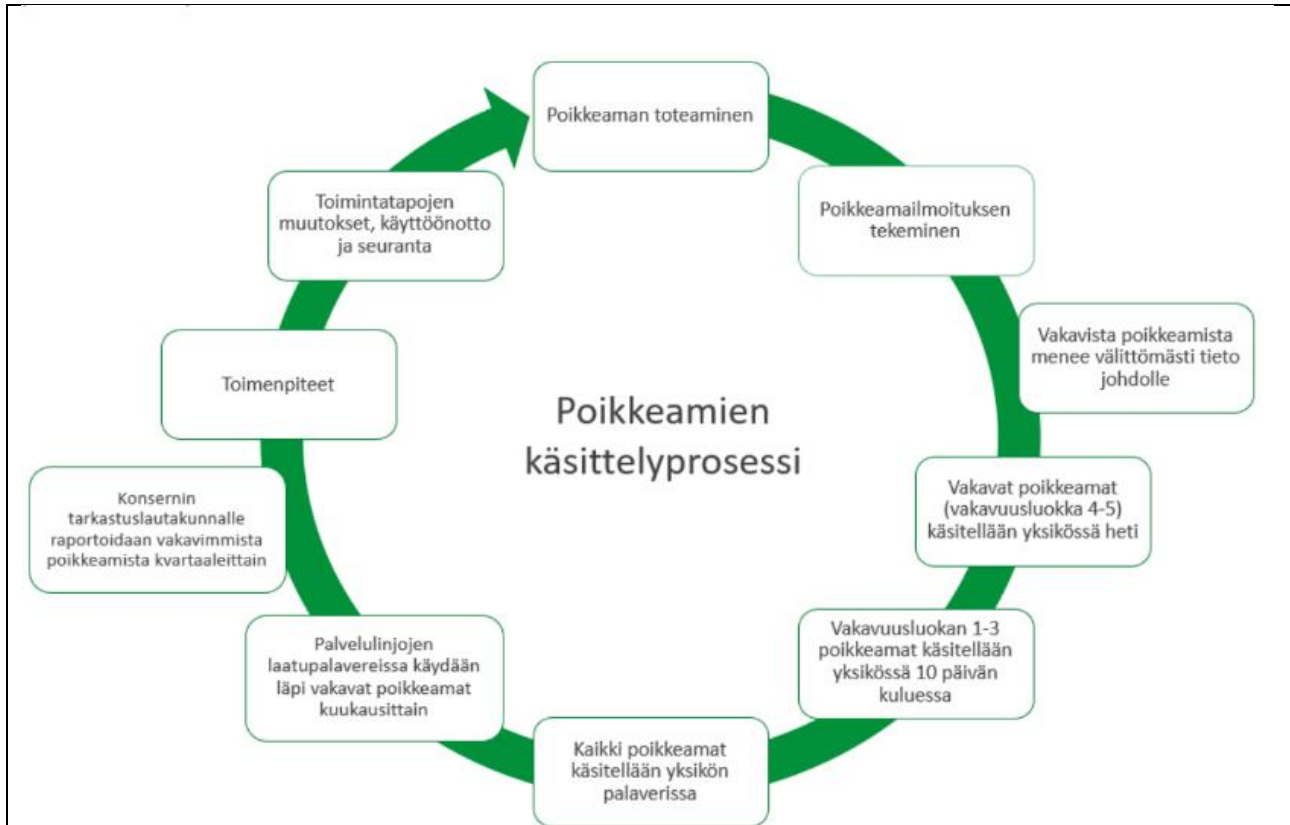 Poikkeaman toteaminen
Poikkeamailmoituksen
tekeminen
Vakavista poikkeamista
menee välittömästi tieto
johdolle
Vakavat poikkeamat
(vakavuusluokka 4-5)
käsitellään yksikössä heti
Vakavuusluokan 1-3
poikkeamat käsitellään
yksikössä 10 päivän
kuluessa
Kaikki poikkeamat
käsitellään yksikön
palaverissa
Palvelulinjojen
laatupalavereissa käydään
läpi vakavat poikkeamat
kuukausittain
Konsernin
tarkastuslautakunnalle
raportoidaan vakavimmista
poikkeamista kvartaaleittain
Toimenpiteet
Toimintatapojen
muutokset, käyttöönotto
ja seuranta
Poikkeamien
käsittelyprosessi